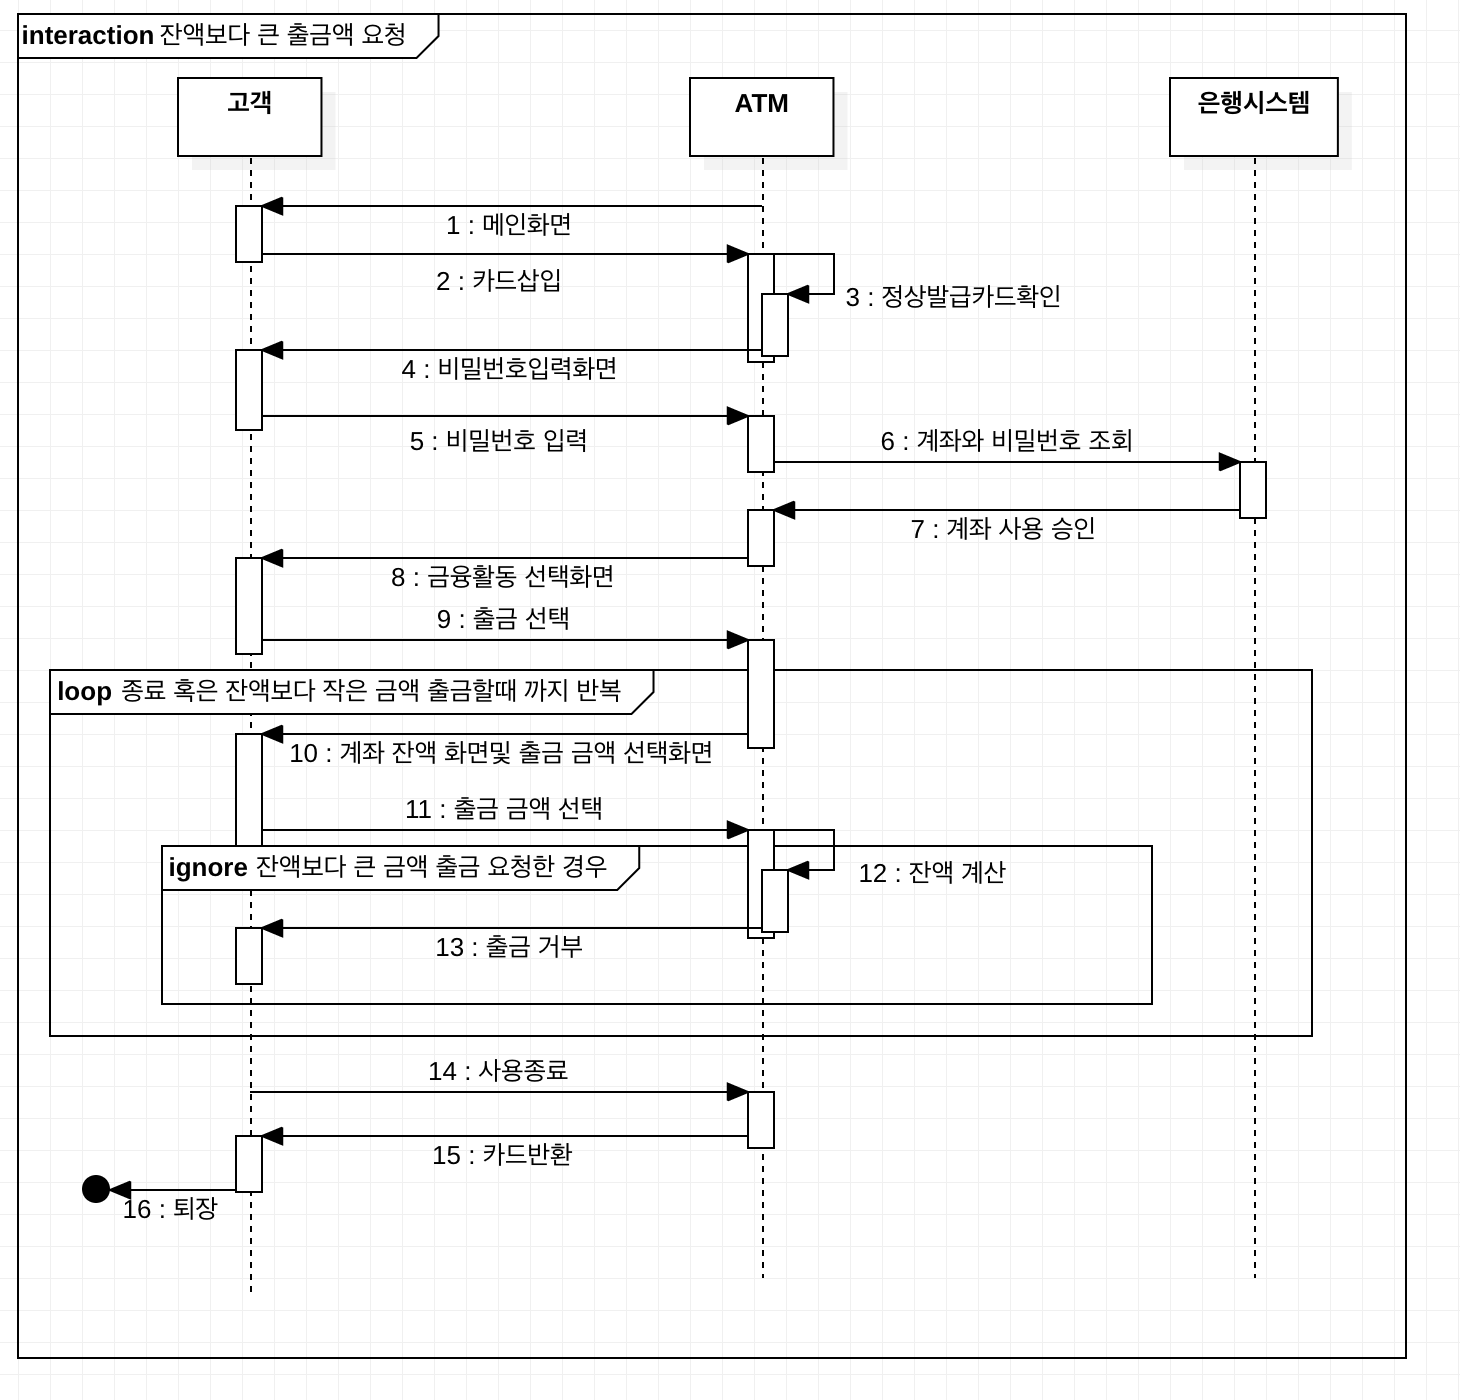 interaction 잔액보다 큰 출금액 요청
고객
ATM
은행시스템
1 : 메인화면
2 : 카드삽입
3 : 정상발급카드확인
4 : 비밀번호입력화면
5 : 비밀번호 입력
6 : 계좌와 비밀번호 조회
7 : 계좌 사용 승인
8 : 금융활동 선택화면
9 : 출금 선택
loop 종료 혹은 잔액보다 작은 금액 출금할때 까지 반복
10 : 계좌 잔액 화면및 출금 금액 선택화면
11 : 출금 금액 선택
ignore 잔액보다 큰 금액 출금 요청한 경우
12 : 잔액 계산
13 : 출금 거부
14 : 사용종료
15 : 카드반환
16 : 퇴장